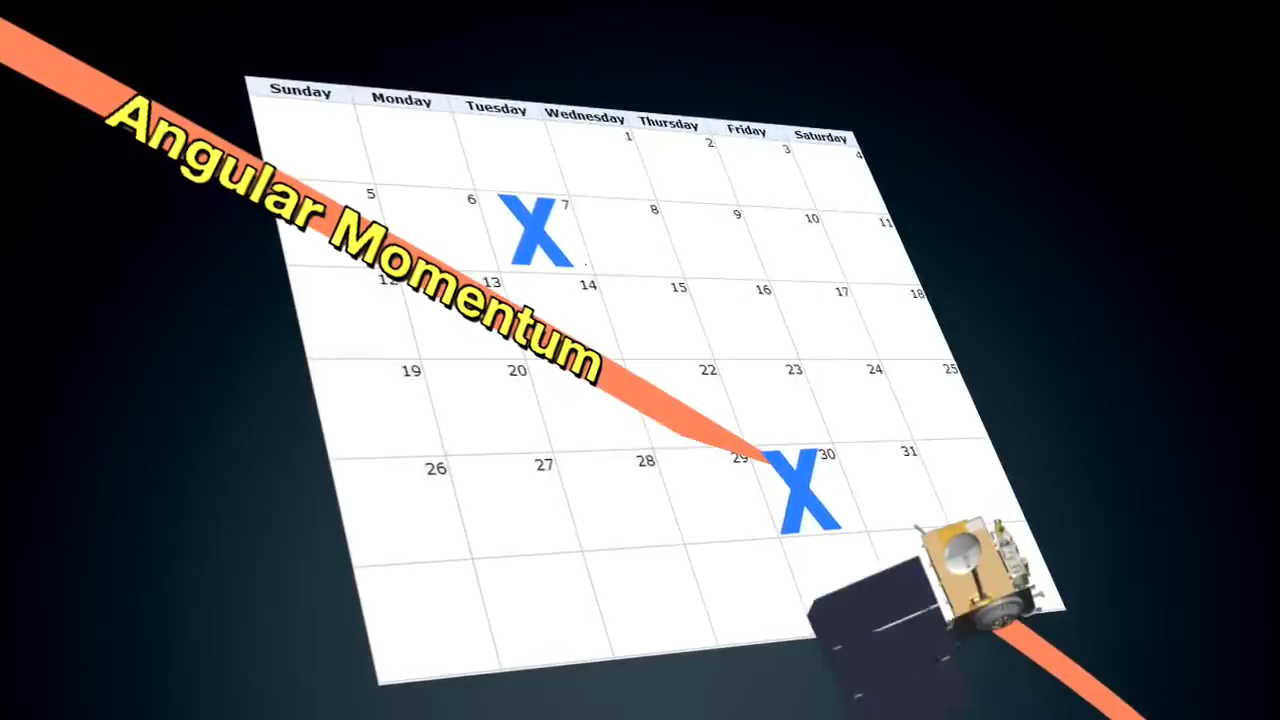 Sunday Monday Tuesday Wednesday Thursday Friday Saturday
1 2 3 4
5 6 7 8 9 10 11
12 13 14 15 16 17 18
19 20 22 23 24 25
26 27 28 29 30 31
X
X
Angular Momentum